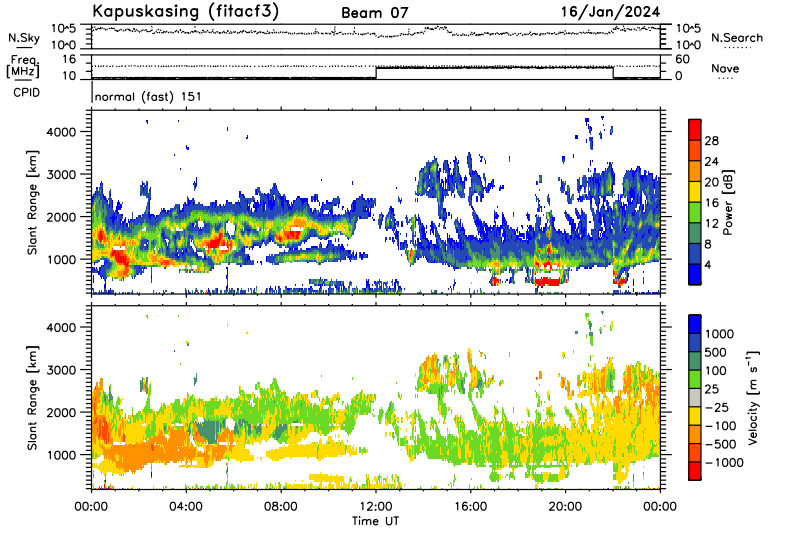 Kapuskasing (fitacf3) Beam 07 16/Jan/2024
N.Sky 10^5 10^0 10^5 10^0 N.Search
Freq. [MHz] 16 10 60 0 Nave
CPID normal (fast) 151
Slant Range [km] 4000 3000 2000 1000
Power [dB] 28 24 20 16 12 8 4
Slant Range [km] 4000 3000 2000 1000
Velocity [m s⁻¹] 1000 500 100 25 −25 −100 −500 −1000
00:00 04:00 08:00 12:00 16:00 20:00 00:00
Time UT